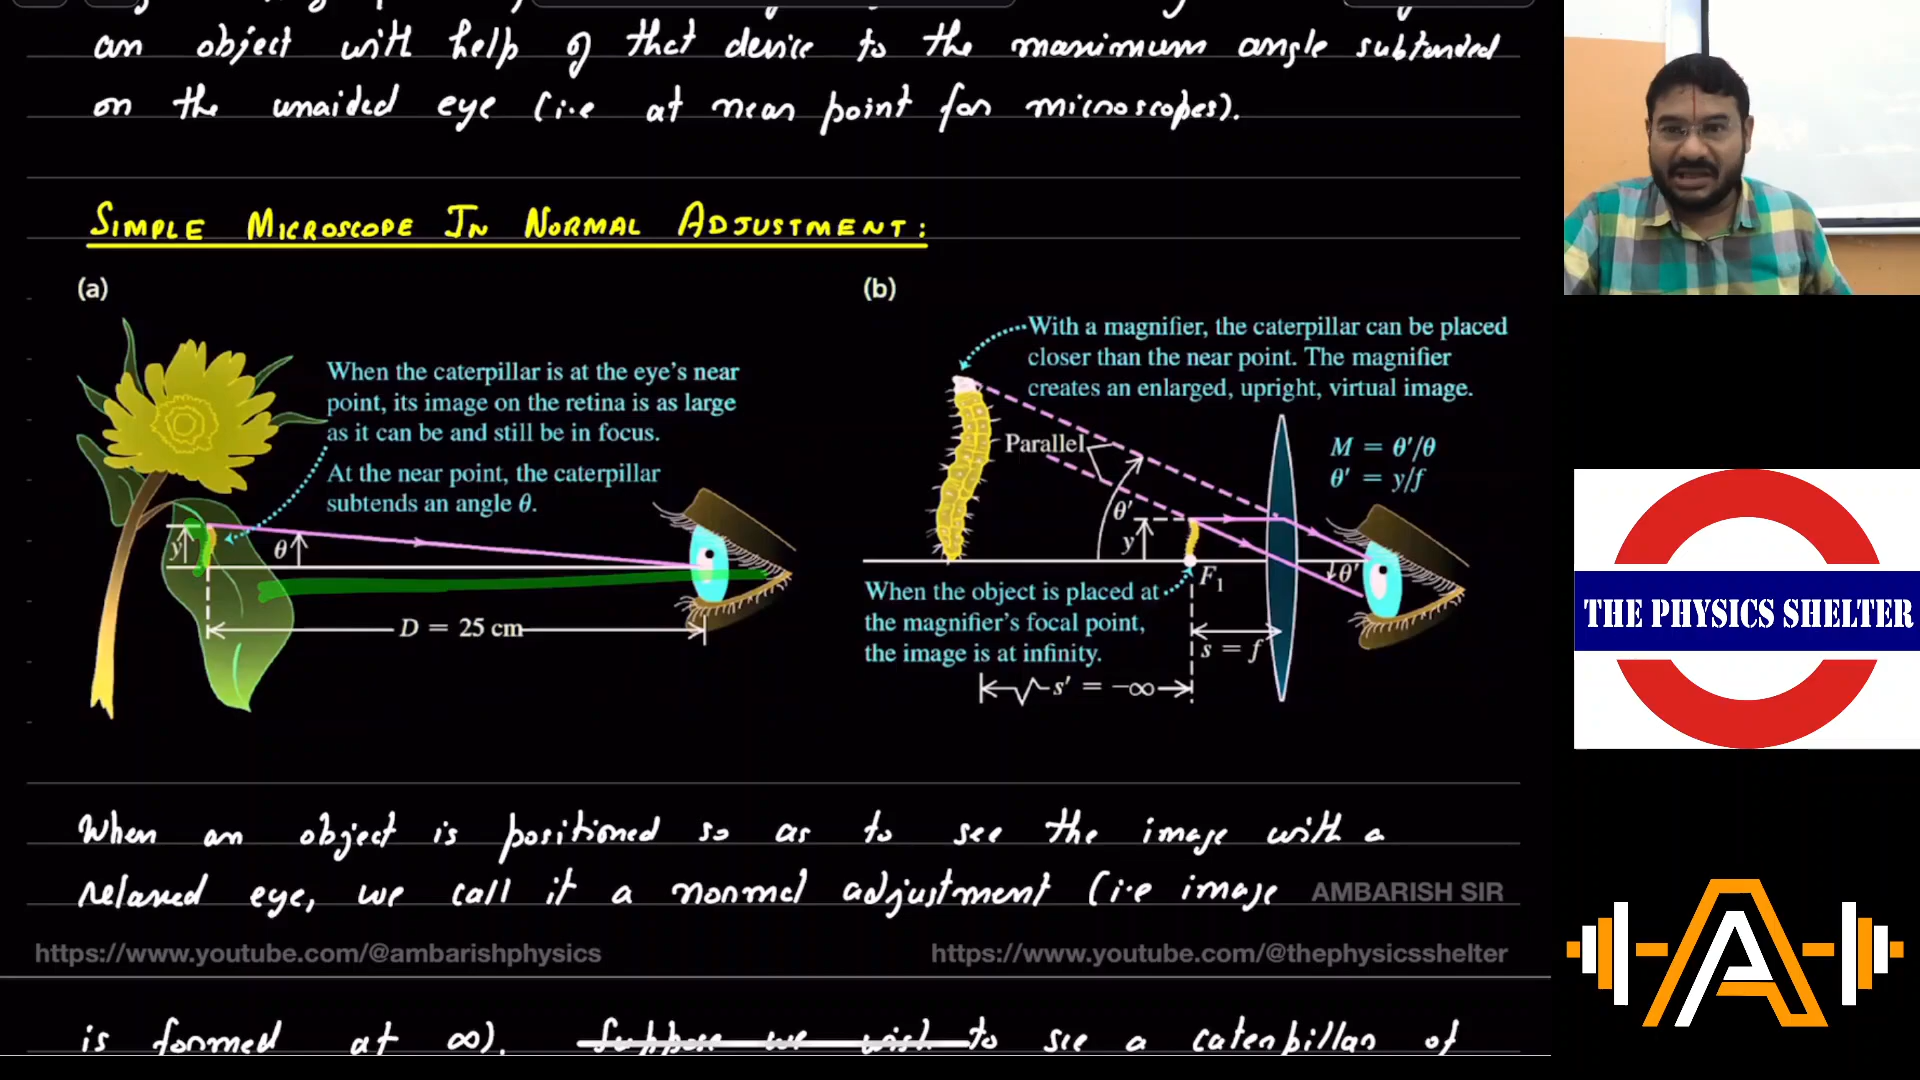 an object with help of that device to the maximum angle subtended
on the unaided eye (i.e at near point for microscopes).
SIMPLE MICROSCOPE IN NORMAL ADJUSTMENT:
(a)
When the caterpillar is at the eye's near
point, its image on the retina is as large
as it can be and still be in focus.
At the near point, the caterpillar
subtends an angle θ.
y
θ
D = 25 cm
(b)
With a magnifier, the caterpillar can be placed
closer than the near point. The magnifier
creates an enlarged, upright, virtual image.
Parallel
M = θ′/θ
θ′ = y/f
θ′
y
F₁
θ′
When the object is placed at
the magnifier's focal point,
the image is at infinity.
s = f
s′ = −∞
When an object is positioned so as to see the image with a
relaxed eye, we call it a normal adjustment (i.e image
AMBARISH SIR
https://www.youtube.com/@ambarishphysics
https://www.youtube.com/@thephysicsshelter
is formed at ∞). Suppose we wish to see a caterpillar of
THE PHYSICS SHELTER